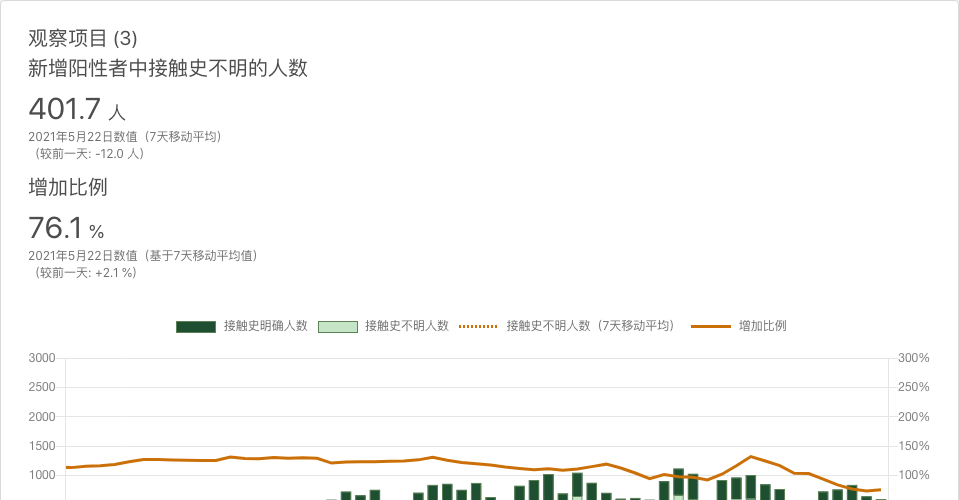 观察项目 (3)
新增阳性者中接触史不明的人数
401.7 人
2021年5月22日数值（7天移动平均）
（较前一天: -12.0 人）
增加比例
76.1 %
2021年5月22日数值（基于7天移动平均值）
（较前一天: +2.1 %）
接触史明确人数 接触史不明人数 接触史不明人数（7天移动平均） 增加比例
3000 300%
2500 250%
2000 200%
1500 150%
1000 100%